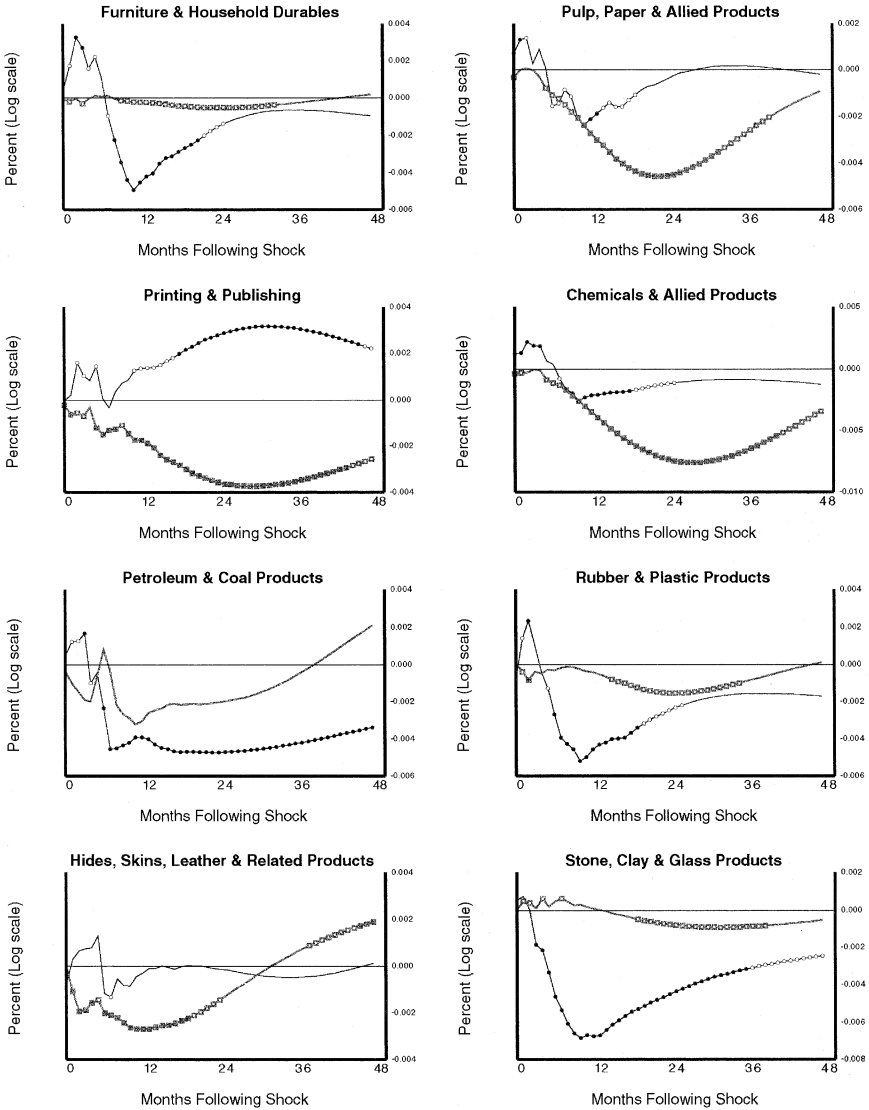 Furniture & Household Durables
Percent (Log scale)
0.004
0.002
0.000
-0.002
-0.004
-0.006
0 12 24 36 48
Months Following Shock
Pulp, Paper & Allied Products
Percent (Log scale)
0.002
0.000
-0.002
-0.004
-0.006
0 12 24 36 48
Months Following Shock
Printing & Publishing
Percent (Log scale)
0.004
0.002
0.000
-0.002
-0.004
0 12 24 36 48
Months Following Shock
Chemicals & Allied Products
Percent (Log scale)
0.005
0.000
-0.005
-0.010
0 12 24 36 48
Months Following Shock
Petroleum & Coal Products
Percent (Log scale)
0.004
0.002
0.000
-0.002
-0.004
-0.006
0 12 24 36 48
Months Following Shock
Rubber & Plastic Products
Percent (Log scale)
0.004
0.002
0.000
-0.002
-0.004
-0.006
0 12 24 36 48
Months Following Shock
Hides, Skins, Leather & Related Products
Percent (Log scale)
0.004
0.002
0.000
-0.002
-0.004
0 12 24 36 48
Months Following Shock
Stone, Clay & Glass Products
Percent (Log scale)
0.002
0.000
-0.002
-0.004
-0.006
-0.008
0 12 24 36 48
Months Following Shock